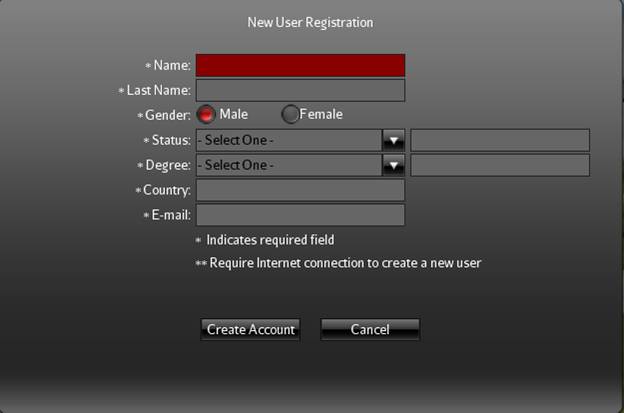 New User Registration
* Name:
* Last Name:
* Gender: Male Female
* Status: - Select One -
* Degree: - Select One -
* Country:
* E-mail:
* Indicates required field
** Require Internet connection to create a new user
Create Account Cancel